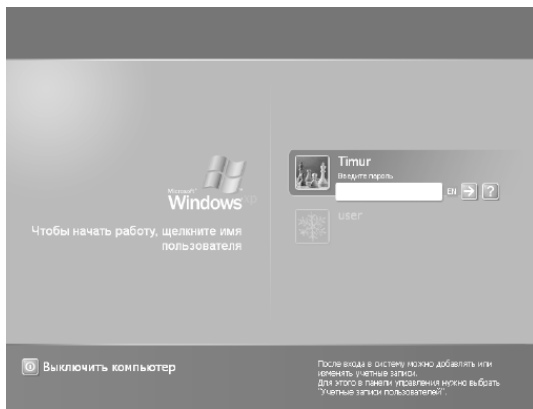 Microsoft
Windows xp
Чтобы начать работу, щелкните имя
пользователя
Timur
Введите пароль
EN
?
user
Выключить компьютер
После входа в систему можно добавлять или
изменять учетные записи.
Для этого в панели управления нужно выбрать
"Учетные записи пользователей".